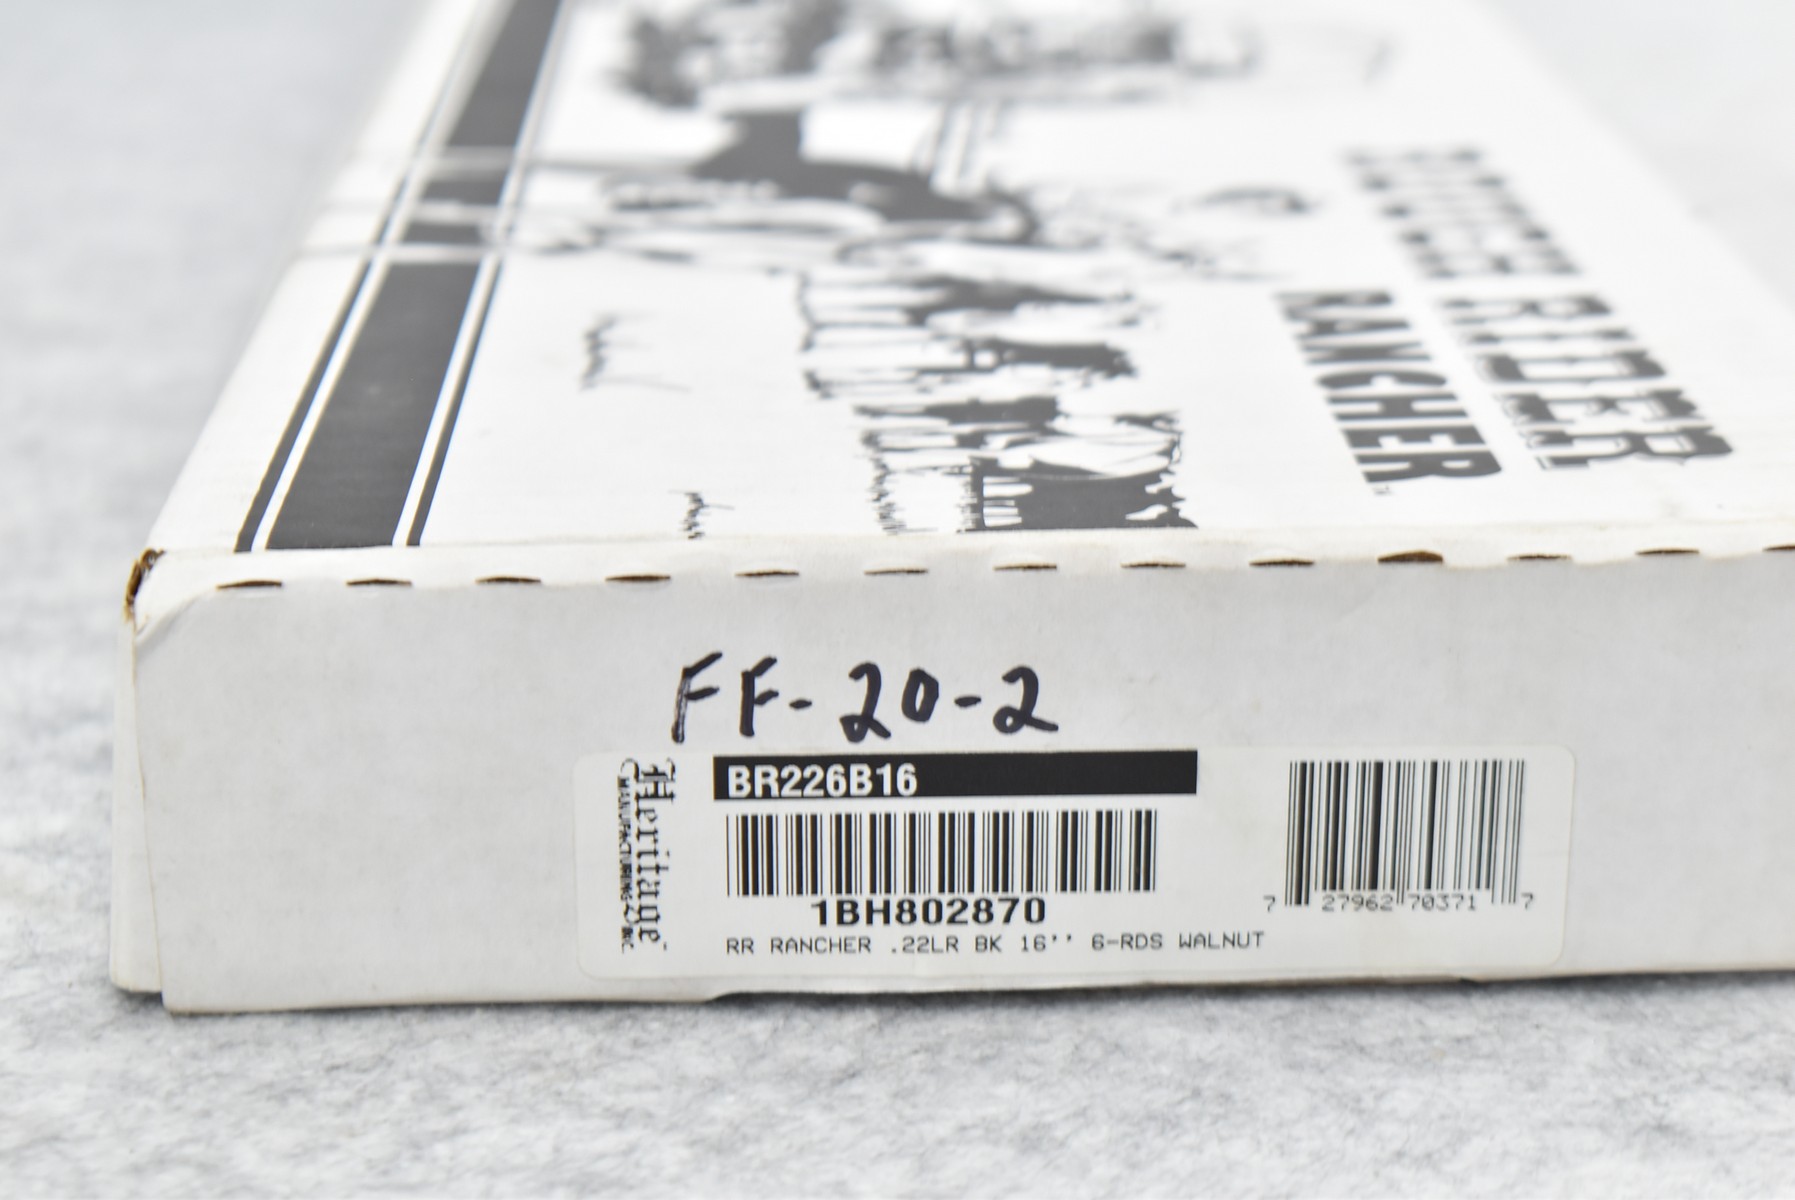 RIDER
RANCHER
FF-20-2
Heritage
MANUFACTURING, INC.
BR226B16
1BH802870
RR RANCHER .22LR BK 16'' 6-RDS WALNUT
7 27962 70371 7